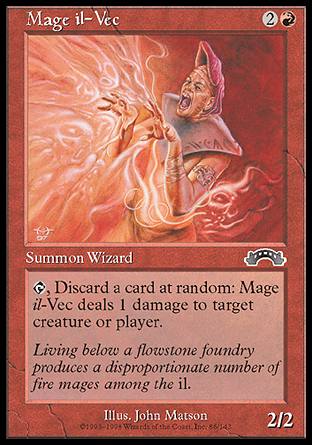 Mage il-Vec 2
97
Summon Wizard
, Discard a card at random: Mage
il-Vec deals 1 damage to target
creature or player.
Living below a flowstone foundry
produces a disproportionate number of
fire mages among the il.
Illus. John Matson
©1993–1998 Wizards of the Coast, Inc. 86/143
2/2